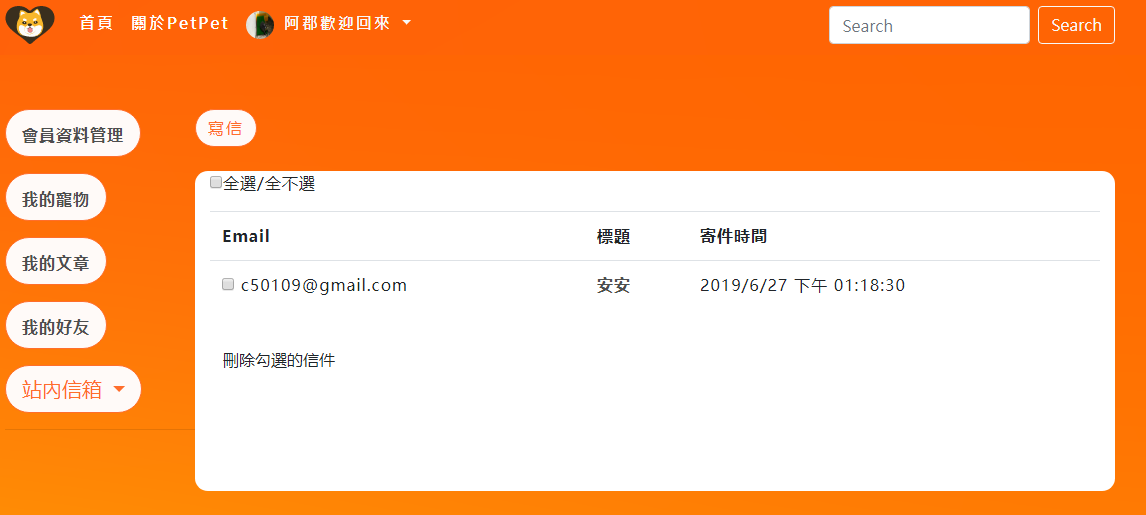 首頁 關於PetPet 阿郡歡迎回來 Search Search
會員資料管理 寫信
我的寵物
我的文章
我的好友
站內信箱
全選/全不選
Email 標題 寄件時間
c50109@gmail.com 安安 2019/6/27 下午 01:18:30
刪除勾選的信件